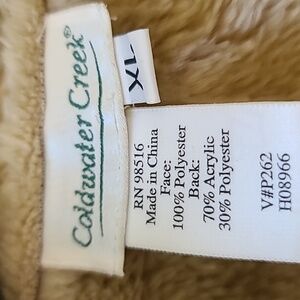 Coldwater Creek®
XL
RN 98516
Made in China
Face:
100% Polyester
Back:
70% Acrylic
30% Polyester
V#P262
H08966